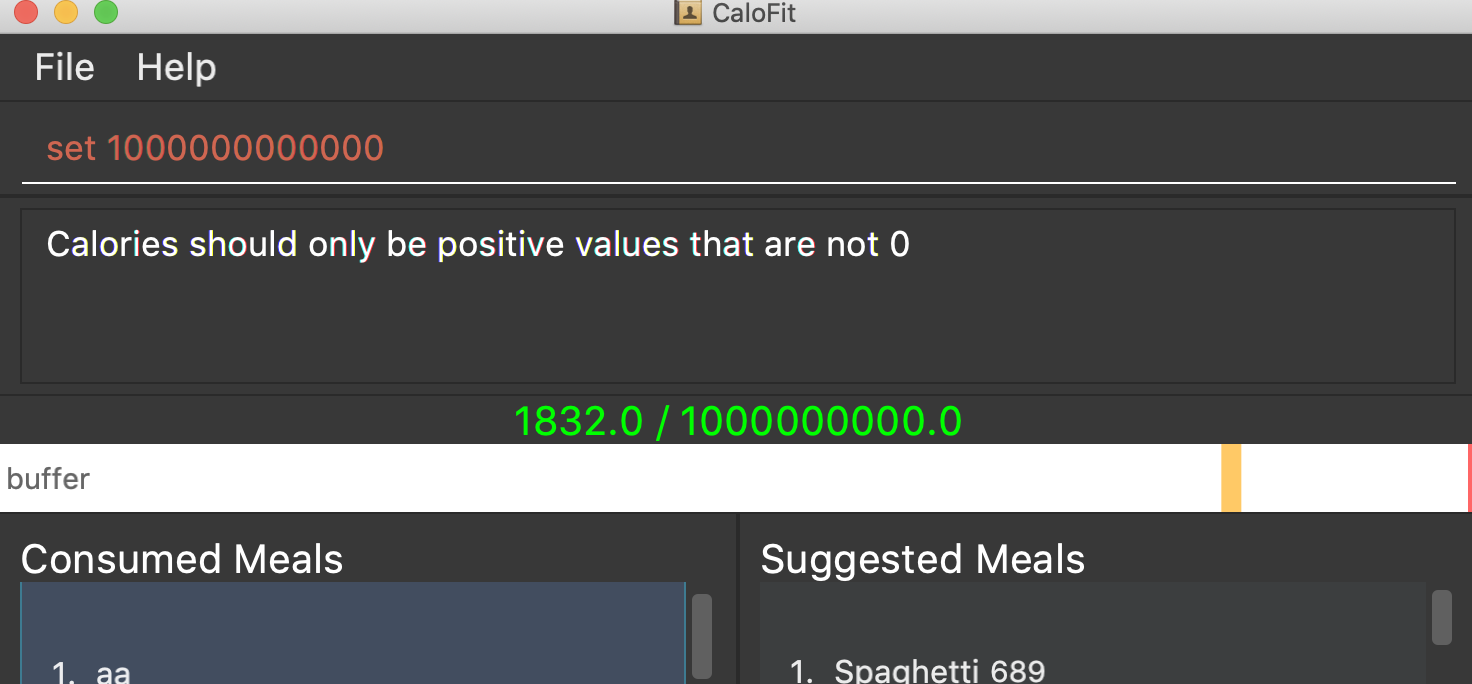 CaloFit
File Help
set 1000000000000
Calories should only be positive values that are not 0
1832.0 / 1000000000.0
buffer
Consumed Meals
Suggested Meals
1. aa
1. Spaghetti 689